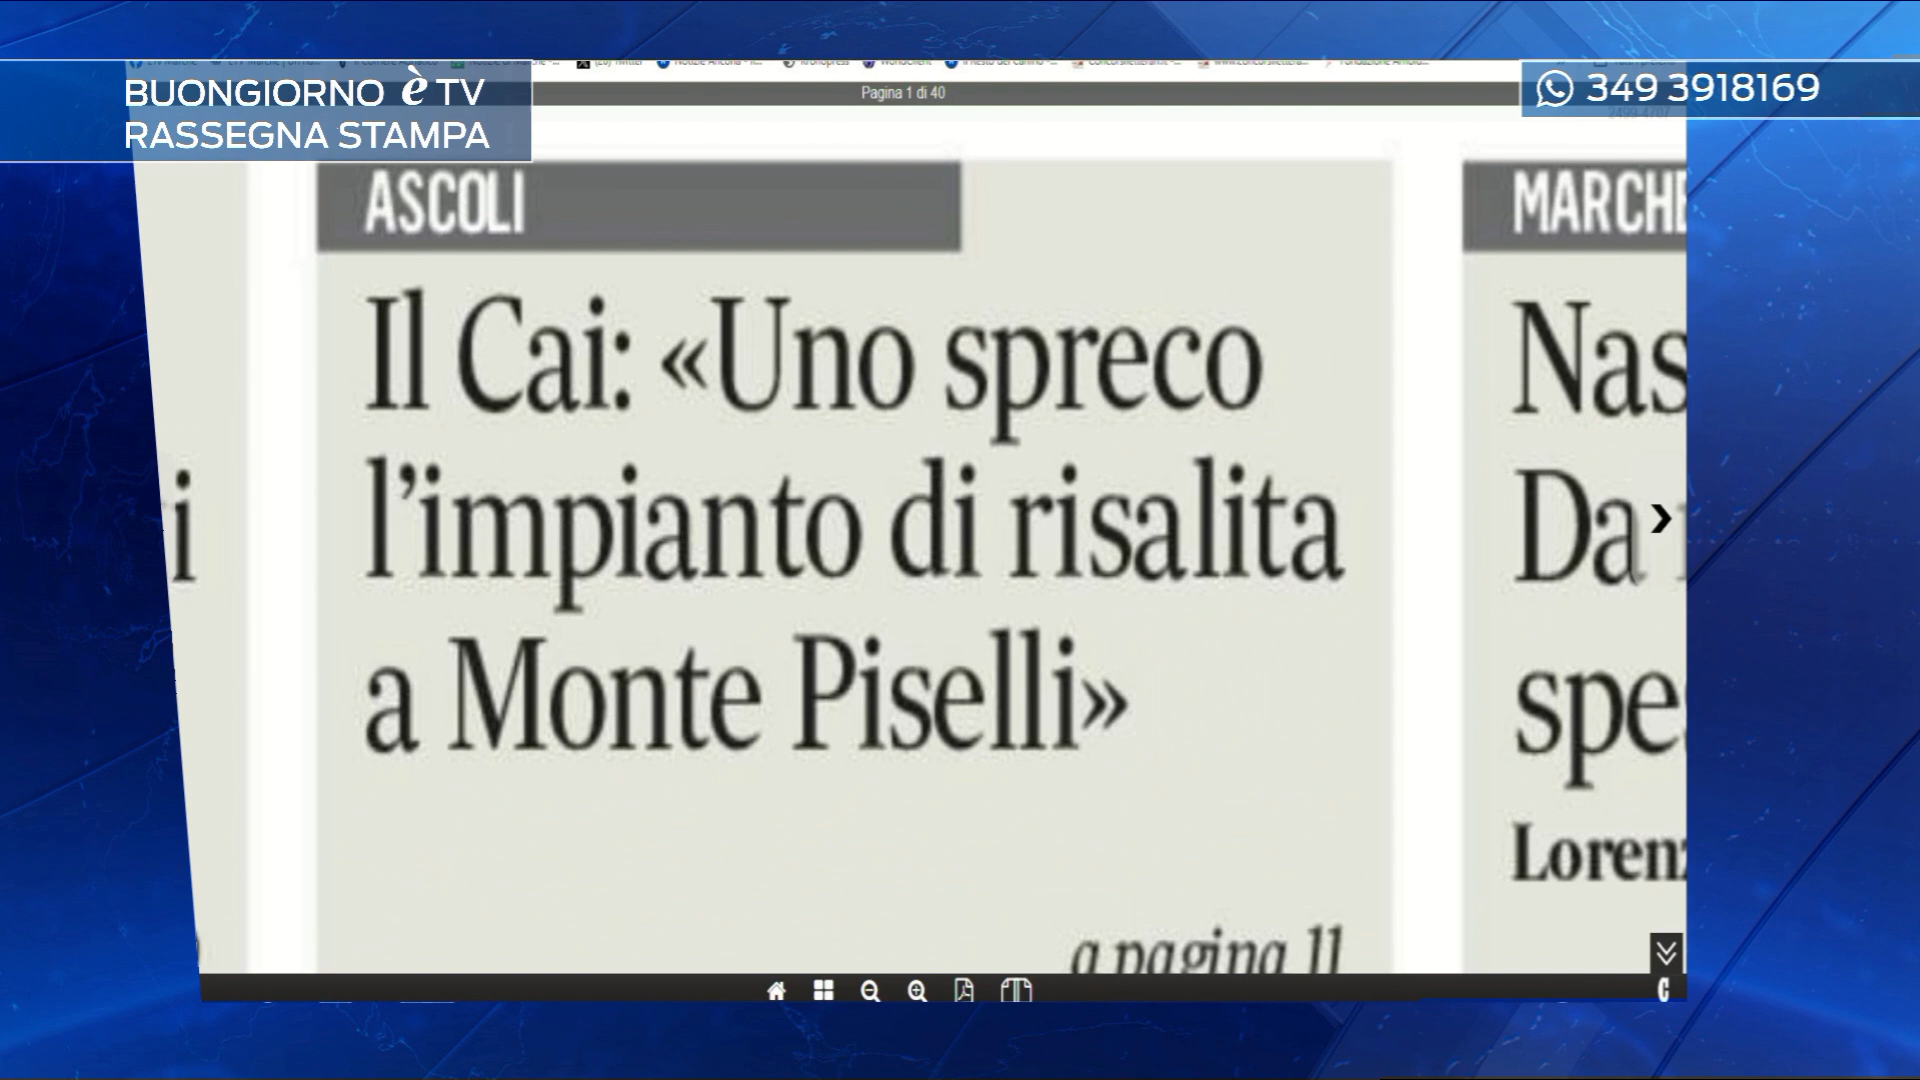 BUONGIORNO è TV
RASSEGNA STAMPA
349 3918169
Pagina 1 di 40
ASCOLI
Il Cai: «Uno spreco
l'impianto di risalita
a Monte Piselli»
a pagina 11
MARCHE
Nas
Da
spe
Lorenz
i